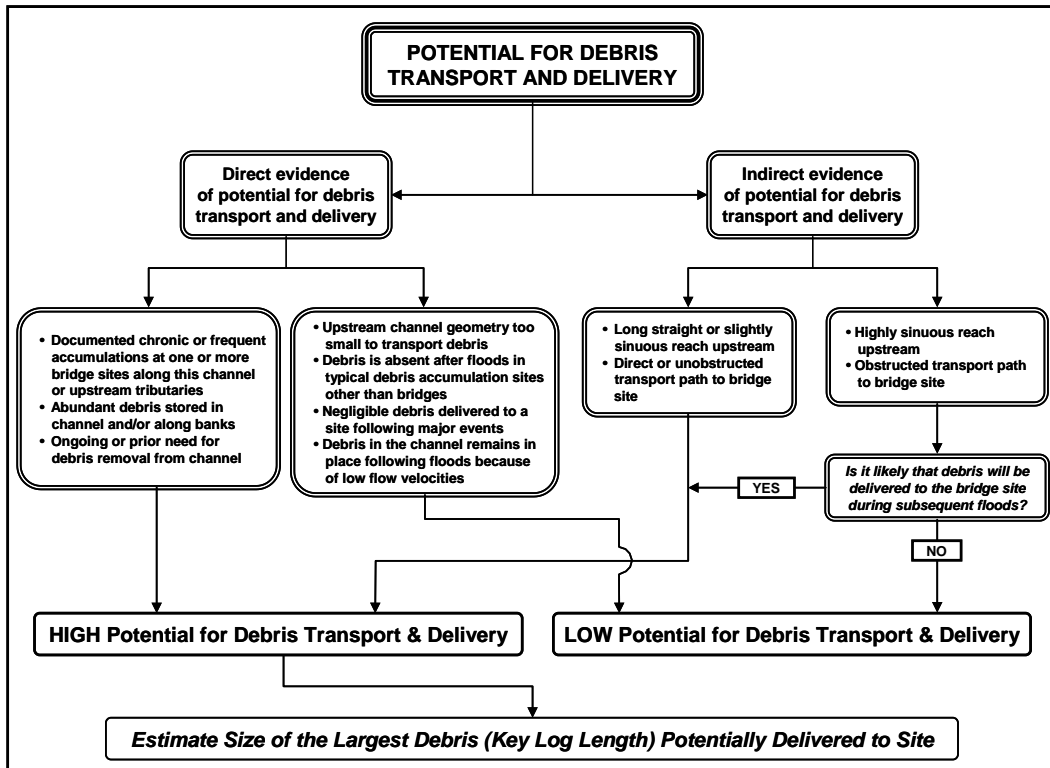 POTENTIAL FOR DEBRIS
TRANSPORT AND DELIVERY
Direct evidence
of potential for debris
transport and delivery
Indirect evidence
of potential for debris
transport and delivery
• Documented chronic or frequent
accumulations at one or more
bridge sites along this channel
or upstream tributaries
• Abundant debris stored in
channel and/or along banks
• Ongoing or prior need for
debris removal from channel
• Upstream channel geometry too
small to transport debris
• Debris is absent after floods in
typical debris accumulation sites
other than bridges
• Negligible debris delivered to a
site following major events
• Debris in the channel remains in
place following floods because
of low flow velocities
• Long straight or slightly
sinuous reach upstream
• Direct or unobstructed
transport path to bridge
site
• Highly sinuous reach
upstream
• Obstructed transport path
to bridge site
Is it likely that debris will be
delivered to the bridge site
during subsequent floods?
YES
NO
HIGH Potential for Debris Transport & Delivery
LOW Potential for Debris Transport & Delivery
Estimate Size of the Largest Debris (Key Log Length) Potentially Delivered to Site